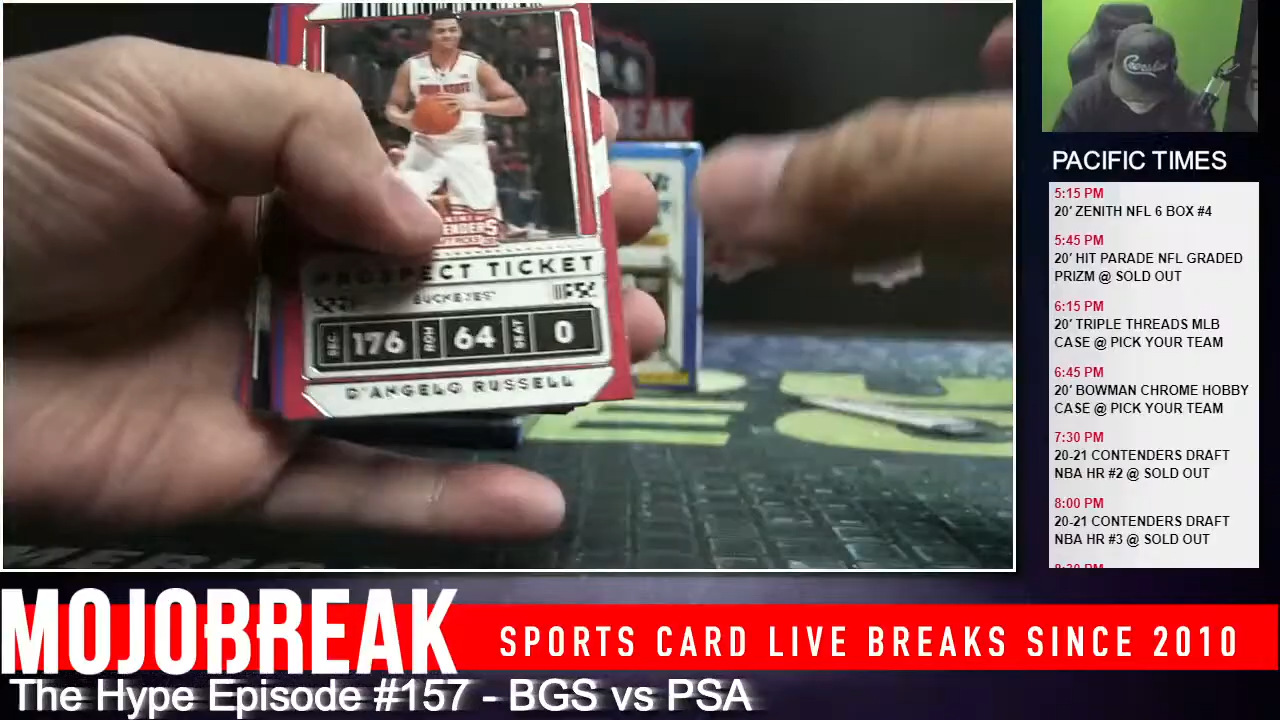 BREAK
PROSPECT TICKET
BUCKEYES
SEC. 176 ROW 64 SEAT 0
D'ANGELO RUSSELL
PACIFIC TIMES
5:15 PM
20' ZENITH NFL 6 BOX #4
5:45 PM
20' HIT PARADE NFL GRADED
PRIZM @ SOLD OUT
6:15 PM
20' TRIPLE THREADS MLB
CASE @ PICK YOUR TEAM
6:45 PM
20' BOWMAN CHROME HOBBY
CASE @ PICK YOUR TEAM
7:30 PM
20-21 CONTENDERS DRAFT
NBA HR #2 @ SOLD OUT
8:00 PM
20-21 CONTENDERS DRAFT
NBA HR #3 @ SOLD OUT
MOJOBREAK
SPORTS CARD LIVE BREAKS SINCE 2010
The Hype Episode #157 - BGS vs PSA